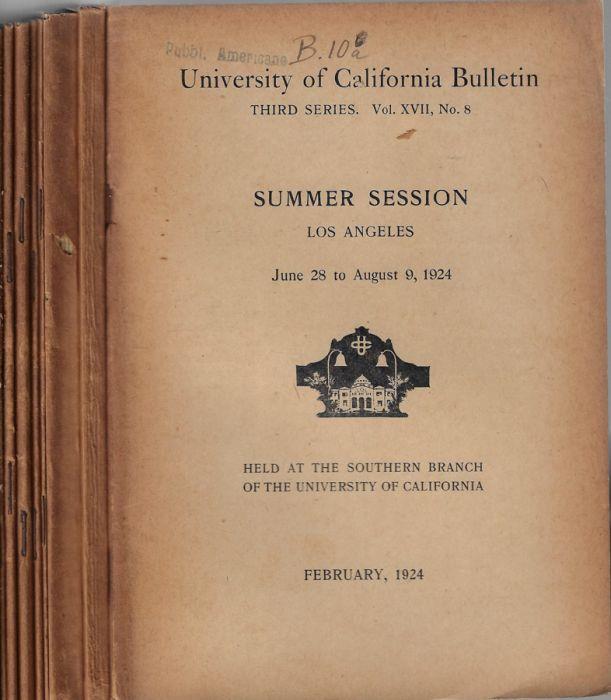 Pubbl. Americane B. 10 a
University of California Bulletin
THIRD SERIES. Vol. XVII, No. 8
SUMMER SESSION
LOS ANGELES
June 28 to August 9, 1924
HELD AT THE SOUTHERN BRANCH
OF THE UNIVERSITY OF CALIFORNIA
FEBRUARY, 1924